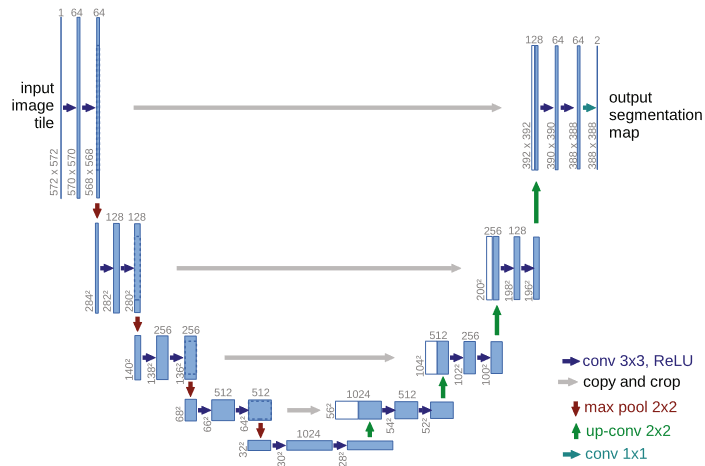 1 64 64
128 64 64 2
input
image
tile
output
segmentation
map
572 x 572
570 x 570
568 x 568
392 x 392
390 x 390
388 x 388
388 x 388
128 128
256 128
284²
282²
280²
200²
198²
196²
256 256
512 256
140²
138²
136²
104²
102²
100²
conv 3x3, ReLU
copy and crop
max pool 2x2
up-conv 2x2
conv 1x1
512 512
1024 512
68²
66²
64²
56²
54²
52²
1024
32²
30²
28²